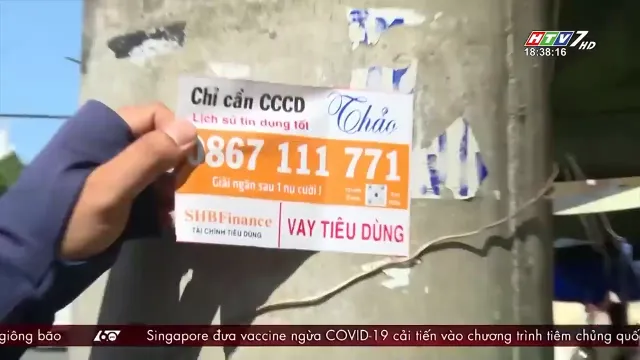 HTV7 HD
18:38:16
Chỉ cần CCCD
Thảo
Lịch sử tín dụng tốt
0867 111 771
Giải ngân sau 1 nụ cười !
SHBFinance
TÀI CHÍNH TIÊU DÙNG
VAY TIÊU DÙNG
giông bão
Singapore đưa vaccine ngừa COVID-19 cải tiến vào chương trình tiêm chủng quố